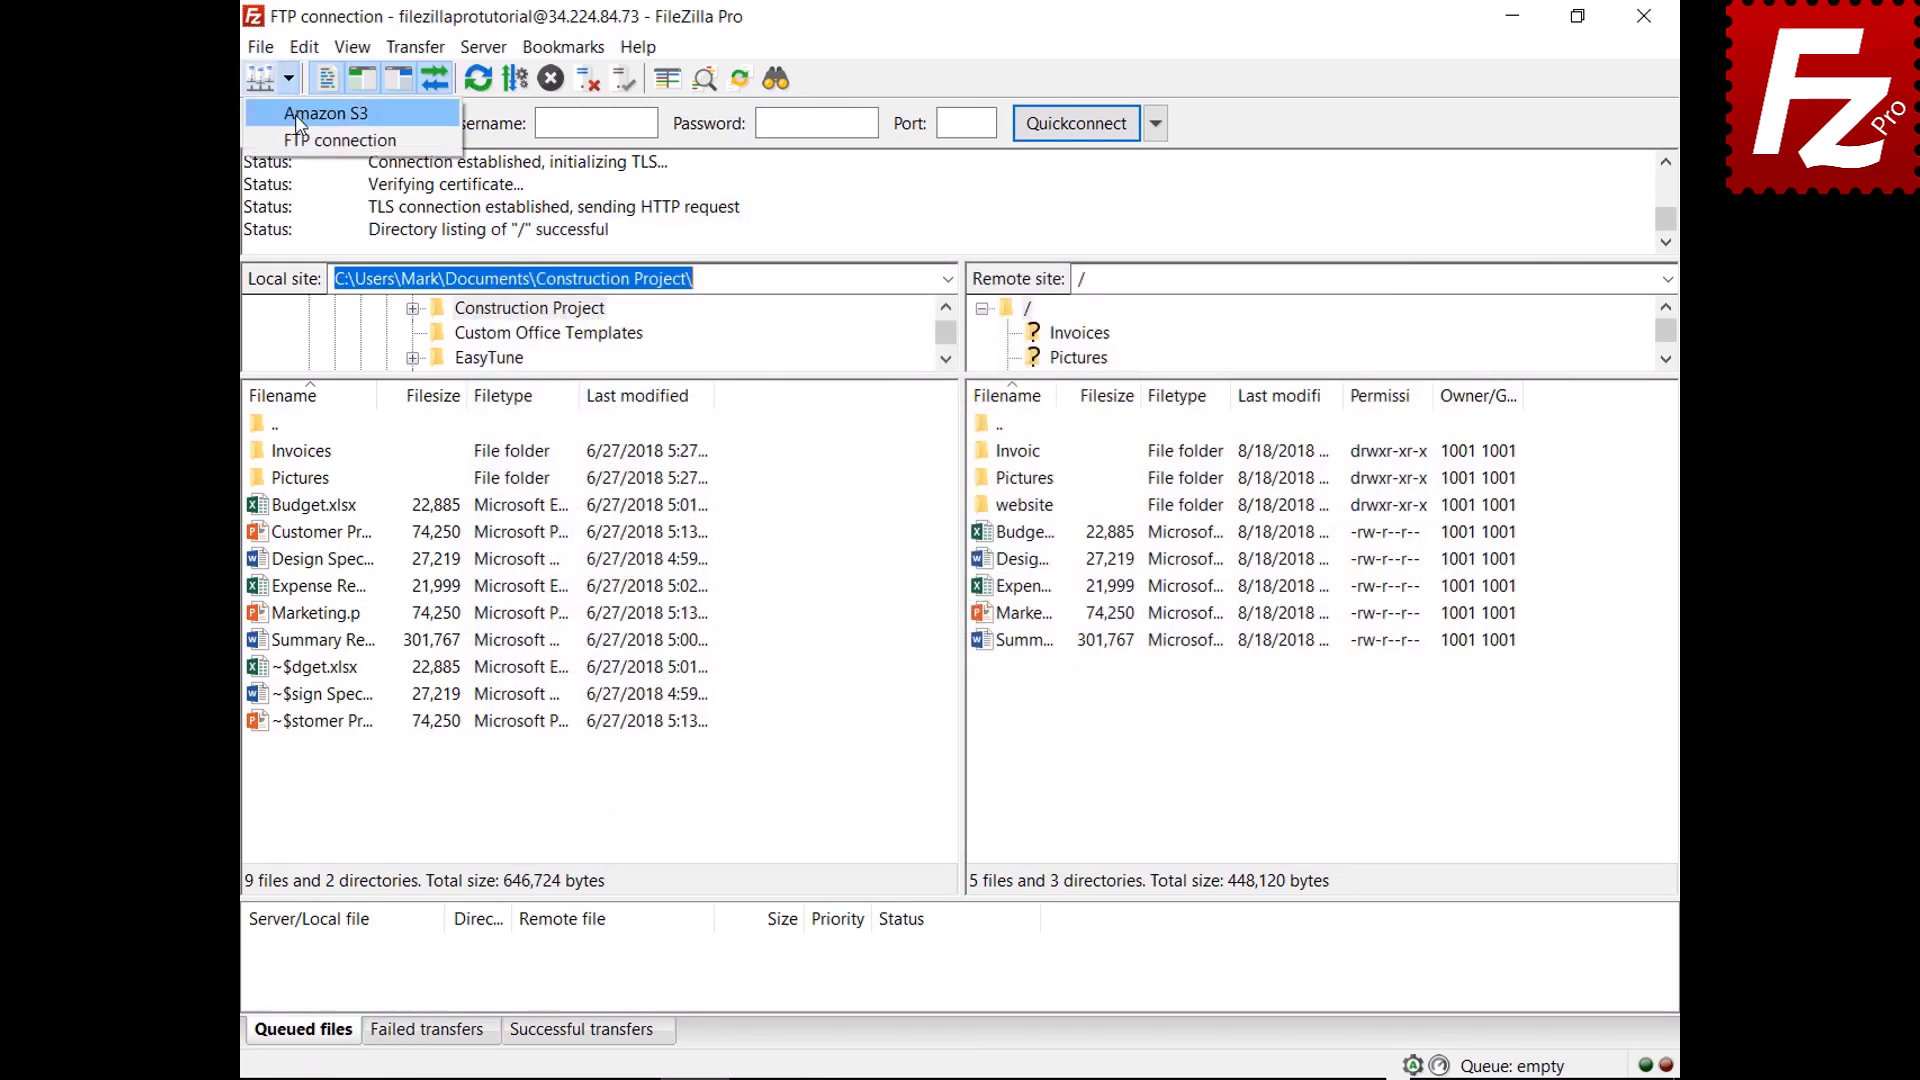 FTP connection - filezillaprotutorial@34.224.84.73 - FileZilla Pro
File Edit View Transfer Server Bookmarks Help
Amazon S3
FTP connection
sername: Password: Port: Quickconnect
Status: Connection established, initializing TLS...
Status: Verifying certificate...
Status: TLS connection established, sending HTTP request
Status: Directory listing of "/" successful
Local site: C:\Users\Mark\Documents\Construction Project\
Construction Project
Custom Office Templates
EasyTune
Remote site: /
/
? Invoices
? Pictures
Filename Filesize Filetype Last modified
..
Invoices File folder 6/27/2018 5:27...
Pictures File folder 6/27/2018 5:27...
Budget.xlsx 22,885 Microsoft E... 6/27/2018 5:01...
Customer Pr... 74,250 Microsoft P... 6/27/2018 5:13...
Design Spec... 27,219 Microsoft ... 6/27/2018 4:59...
Expense Re... 21,999 Microsoft E... 6/27/2018 5:02...
Marketing.p 74,250 Microsoft P... 6/27/2018 5:13...
Summary Re... 301,767 Microsoft ... 6/27/2018 5:00...
~$dget.xlsx 22,885 Microsoft E... 6/27/2018 5:01...
~$sign Spec... 27,219 Microsoft ... 6/27/2018 4:59...
~$stomer Pr... 74,250 Microsoft P... 6/27/2018 5:13...
9 files and 2 directories. Total size: 646,724 bytes
Filename Filesize Filetype Last modifi Permissi Owner/G...
..
Invoic File folder 8/18/2018 ... drwxr-xr-x 1001 1001
Pictures File folder 8/18/2018 ... drwxr-xr-x 1001 1001
website File folder 8/18/2018 ... drwxr-xr-x 1001 1001
Budge... 22,885 Microsof... 8/18/2018 ... -rw-r--r-- 1001 1001
Desig... 27,219 Microsof... 8/18/2018 ... -rw-r--r-- 1001 1001
Expen... 21,999 Microsof... 8/18/2018 ... -rw-r--r-- 1001 1001
Marke... 74,250 Microsof... 8/18/2018 ... -rw-r--r-- 1001 1001
Summ... 301,767 Microsof... 8/18/2018 ... -rw-r--r-- 1001 1001
5 files and 3 directories. Total size: 448,120 bytes
Server/Local file Direc... Remote file Size Priority Status
Queued files Failed transfers Successful transfers
Queue: empty
FZ Pro